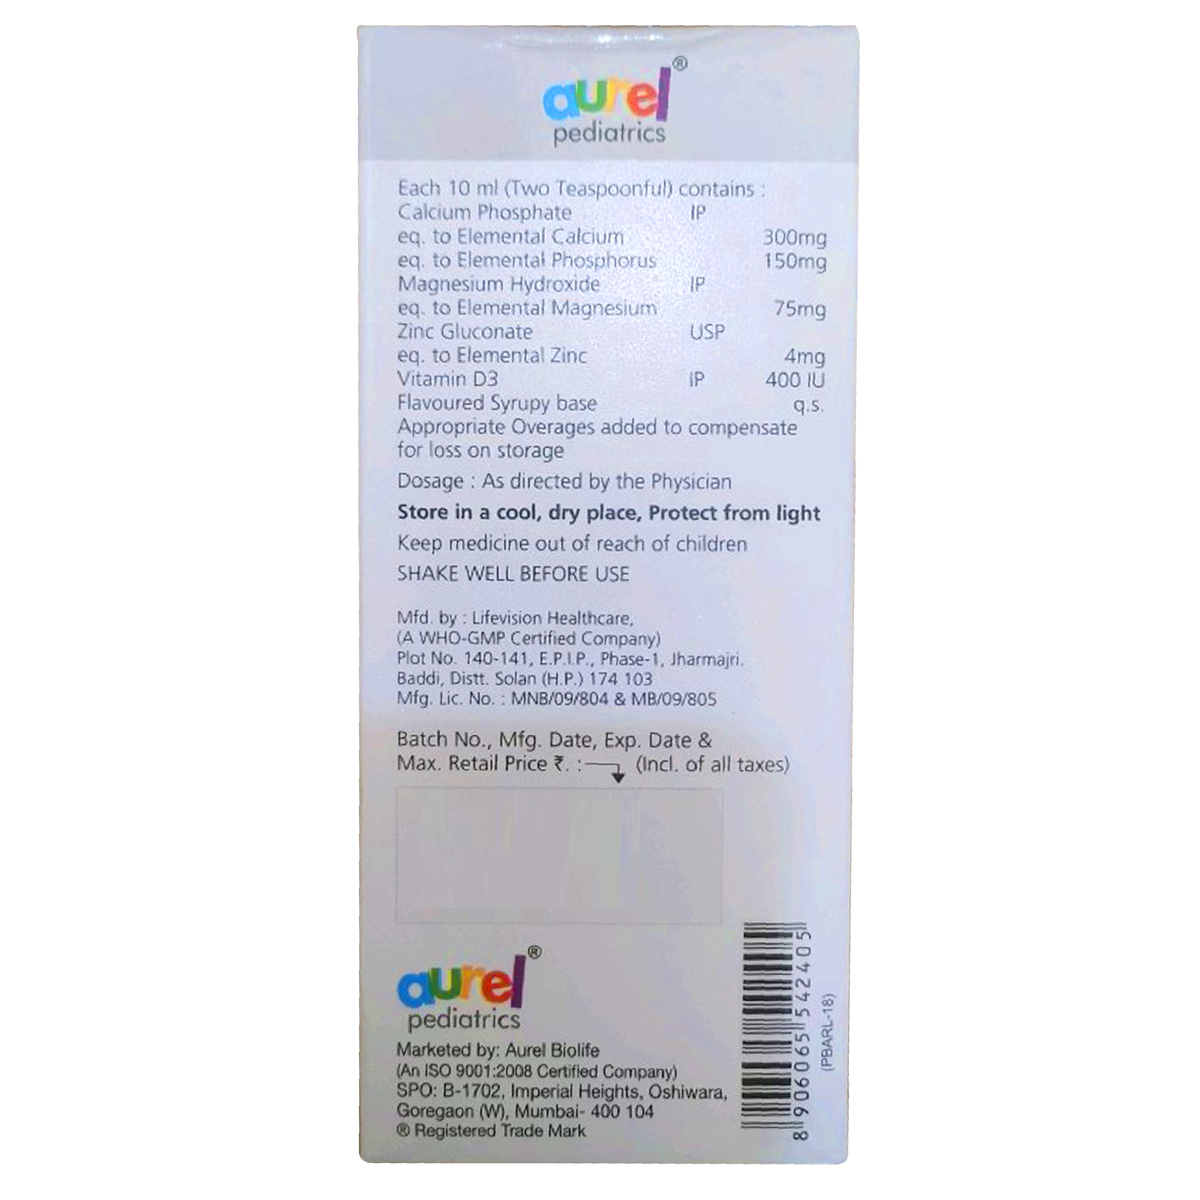 aurel®
pediatrics
Each 10 ml (Two Teaspoonful) contains :
Calcium Phosphate IP
eq. to Elemental Calcium 300mg
eq. to Elemental Phosphorus 150mg
Magnesium Hydroxide IP
eq. to Elemental Magnesium 75mg
Zinc Gluconate USP
eq. to Elemental Zinc 4mg
Vitamin D3 IP 400 IU
Flavoured Syrupy base q.s.
Appropriate Overages added to compensate
for loss on storage
Dosage : As directed by the Physician
Store in a cool, dry place, Protect from light
Keep medicine out of reach of children
SHAKE WELL BEFORE USE
Mfd. by : Lifevision Healthcare,
(A WHO-GMP Certified Company)
Plot No. 140-141, E.P.I.P., Phase-1, Jharmajri.
Baddi, Distt. Solan (H.P.) 174 103
Mfg. Lic. No. : MNB/09/804 & MB/09/805
Batch No., Mfg. Date, Exp. Date &
Max. Retail Price ₹. : (Incl. of all taxes)
aurel®
pediatrics
Marketed by: Aurel Biolife
(An ISO 9001:2008 Certified Company)
SPO: B-1702, Imperial Heights, Oshiwara,
Goregaon (W), Mumbai- 400 104
® Registered Trade Mark
8 906065 542405
(PBARL-18)